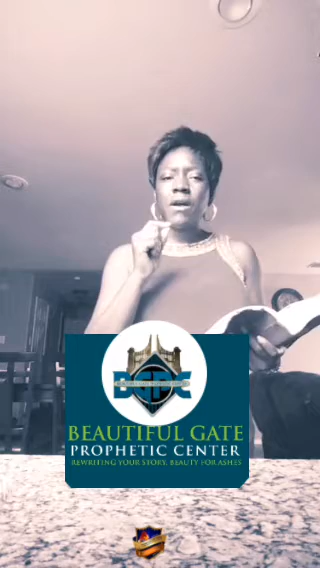 BEAUTIFUL GATE
PROPHETIC CENTER
REWRITING YOUR STORY, BEAUTY FOR ASHES